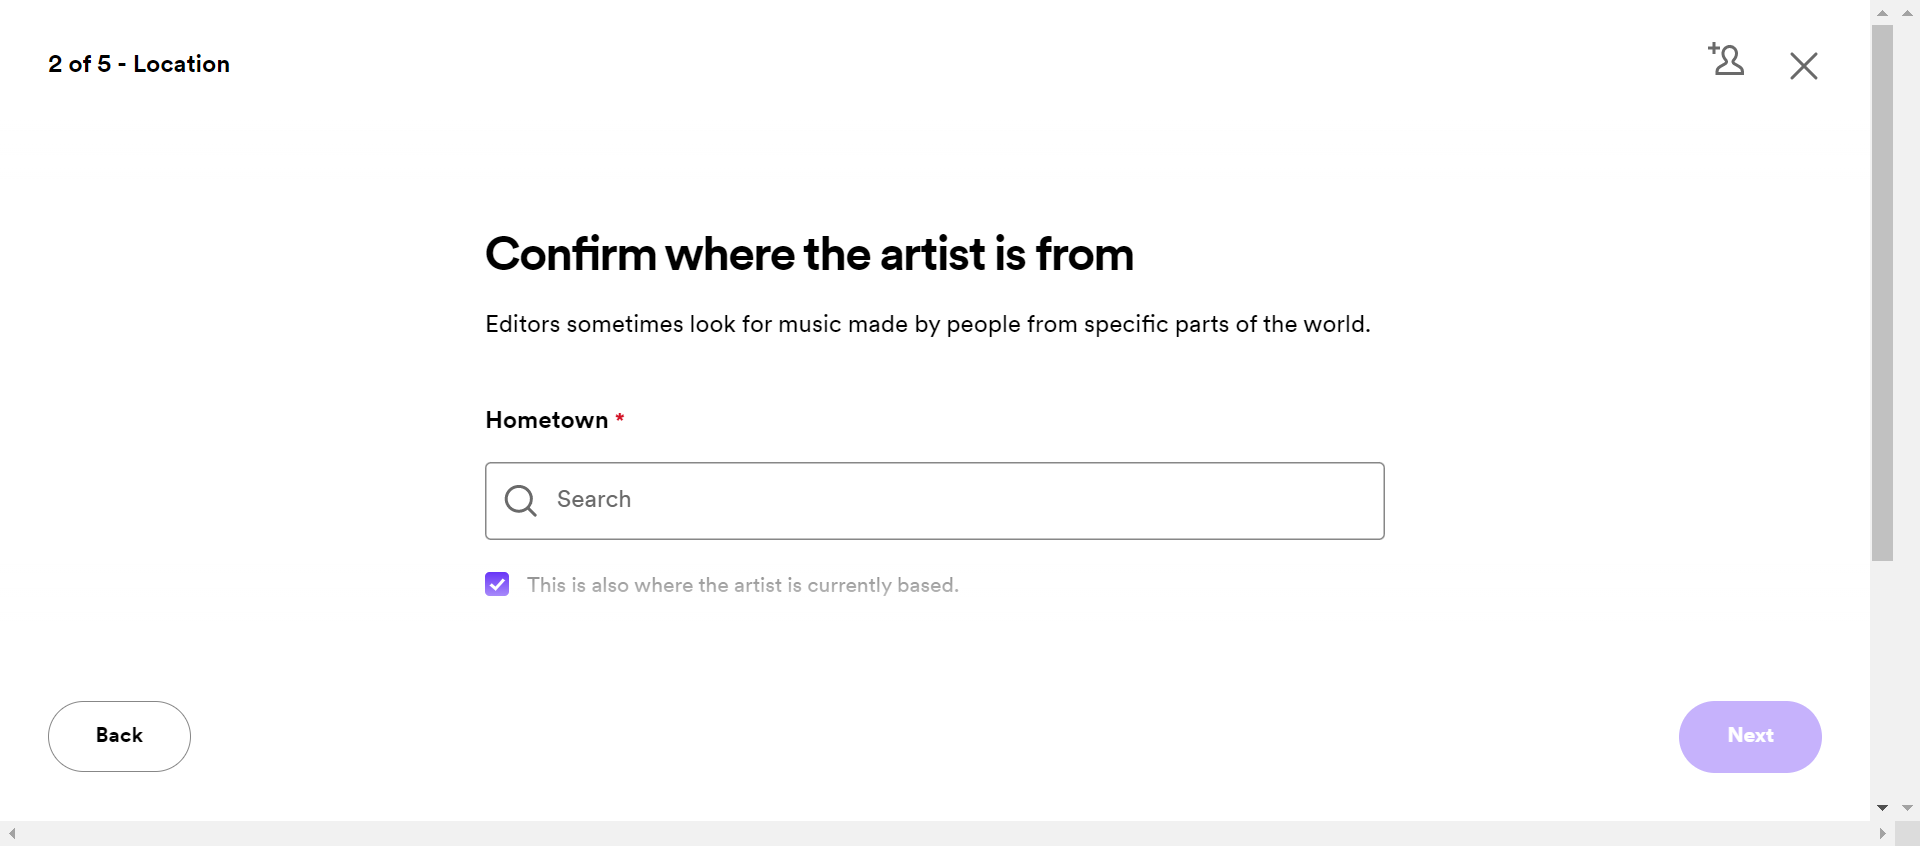 2 of 5 - Location
Confirm where the artist is from
Editors sometimes look for music made by people from specific parts of the world.
Hometown *
Search
This is also where the artist is currently based.
Back
Next